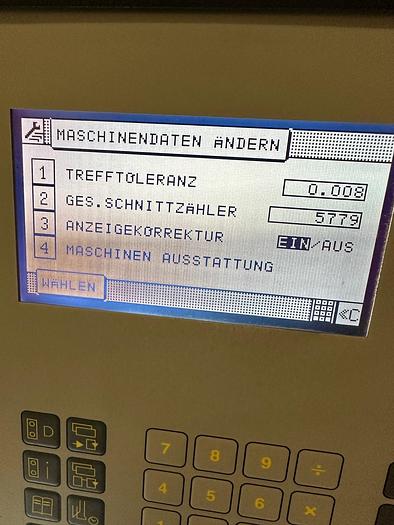 MASCHINENDATEN ÄNDERN
1 TREFFTOLERANZ 0.008
2 GES.SCHNITTZÄHLER 5779
3 ANZEIGEKORREKTUR EIN/AUS
4 MASCHINEN AUSSTATTUNG
WÄHLEN
≪C
D
i
7 8 9 ÷
4 5 6 ×